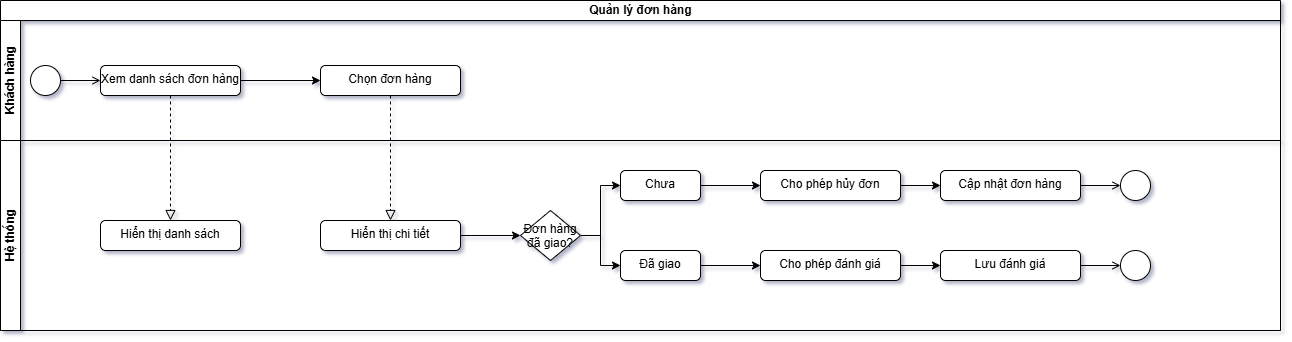 Quản lý đơn hàng
Khách hàng
Xem danh sách đơn hàng
Chọn đơn hàng
Hệ thống
Hiển thị danh sách
Hiển thị chi tiết
Đơn hàng
đã giao?
Chưa
Cho phép hủy đơn
Cập nhật đơn hàng
Đã giao
Cho phép đánh giá
Lưu đánh giá